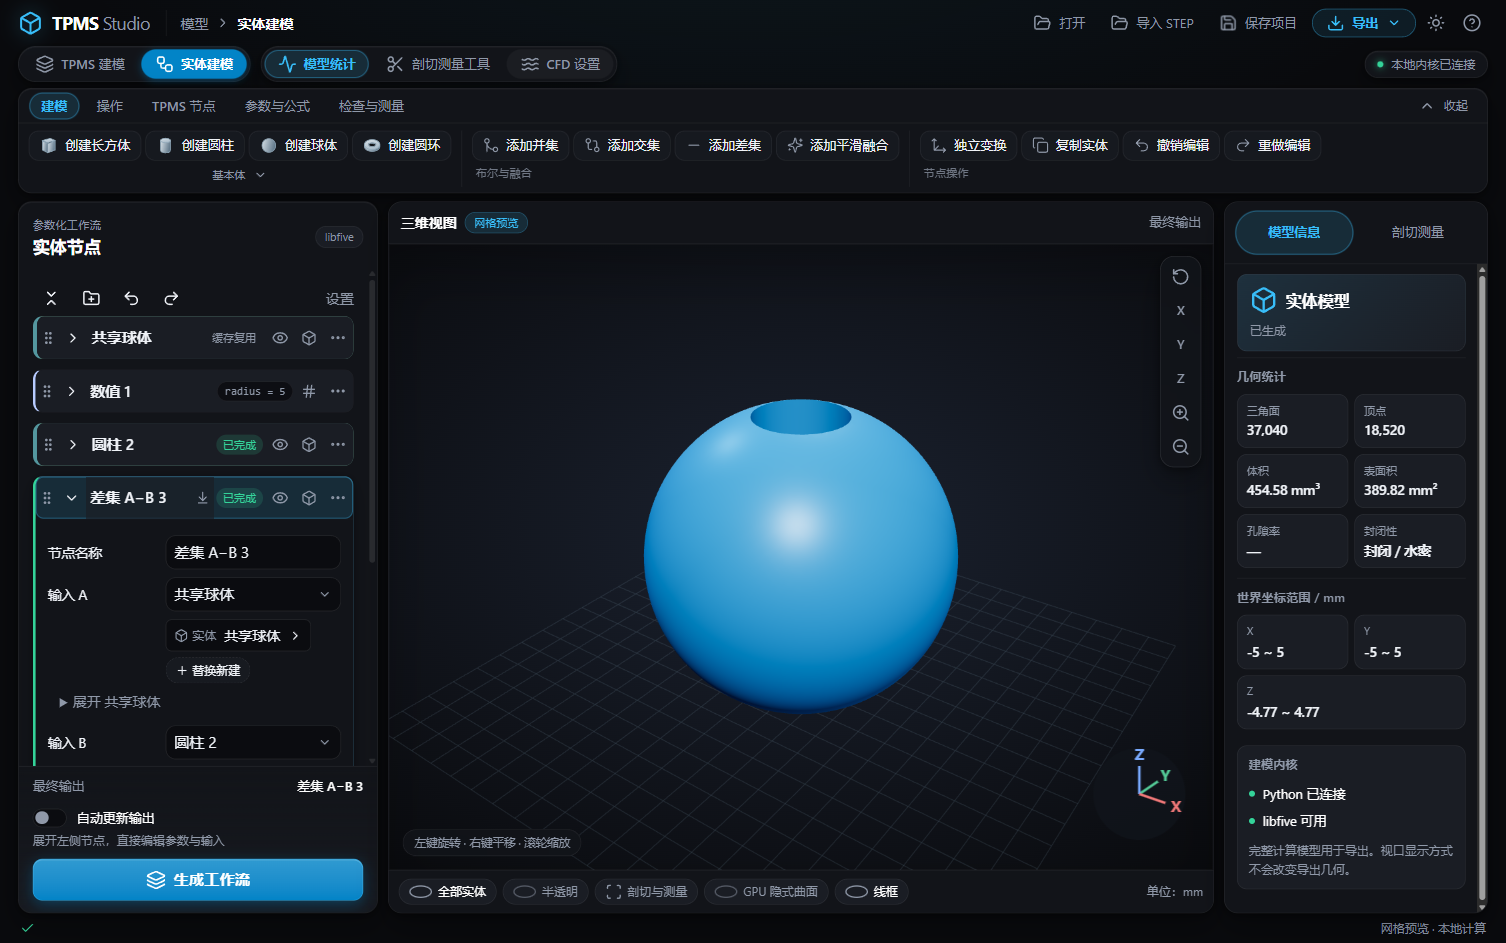 TPMS Studio 模型 > 实体建模
打开 导入 STEP 保存项目 导出
TPMS 建模 实体建模 模型统计 剖切测量工具 CFD 设置
本地内核已连接
建模 操作 TPMS 节点 参数与公式 检查与测量
收起
创建长方体 创建圆柱 创建球体 创建圆环
基本体
添加并集 添加交集 添加差集 添加平滑融合
布尔与融合
独立变换 复制实体 撤销编辑 重做编辑
节点操作
参数化工作流
实体节点
libfive
设置
共享球体 缓存复用
数值 1 radius = 5
圆柱 2 已完成
差集 A−B 3 已完成
节点名称 差集 A−B 3
输入 A 共享球体
实体 共享球体
+ 替换新建
▶ 展开 共享球体
输入 B 圆柱 2
最终输出 差集 A−B 3
自动更新输出
展开左侧节点，直接编辑参数与输入
生成工作流
三维视图 网格预览
最终输出
X
Y
Z
Z
Y
X
左键旋转 · 右键平移 · 滚轮缩放
全部实体 半透明 剖切与测量 GPU 隐式曲面 线框
单位：mm
模型信息 剖切测量
实体模型
已生成
几何统计
三角面
37,040
顶点
18,520
体积
454.58 mm³
表面积
389.82 mm²
孔隙率
—
封闭性
封闭 / 水密
世界坐标范围 / mm
X
-5 ~ 5
Y
-5 ~ 5
Z
-4.77 ~ 4.77
建模内核
Python 已连接
libfive 可用
完整计算模型用于导出。视口显示方式
不会改变导出几何。
网格预览 · 本地计算